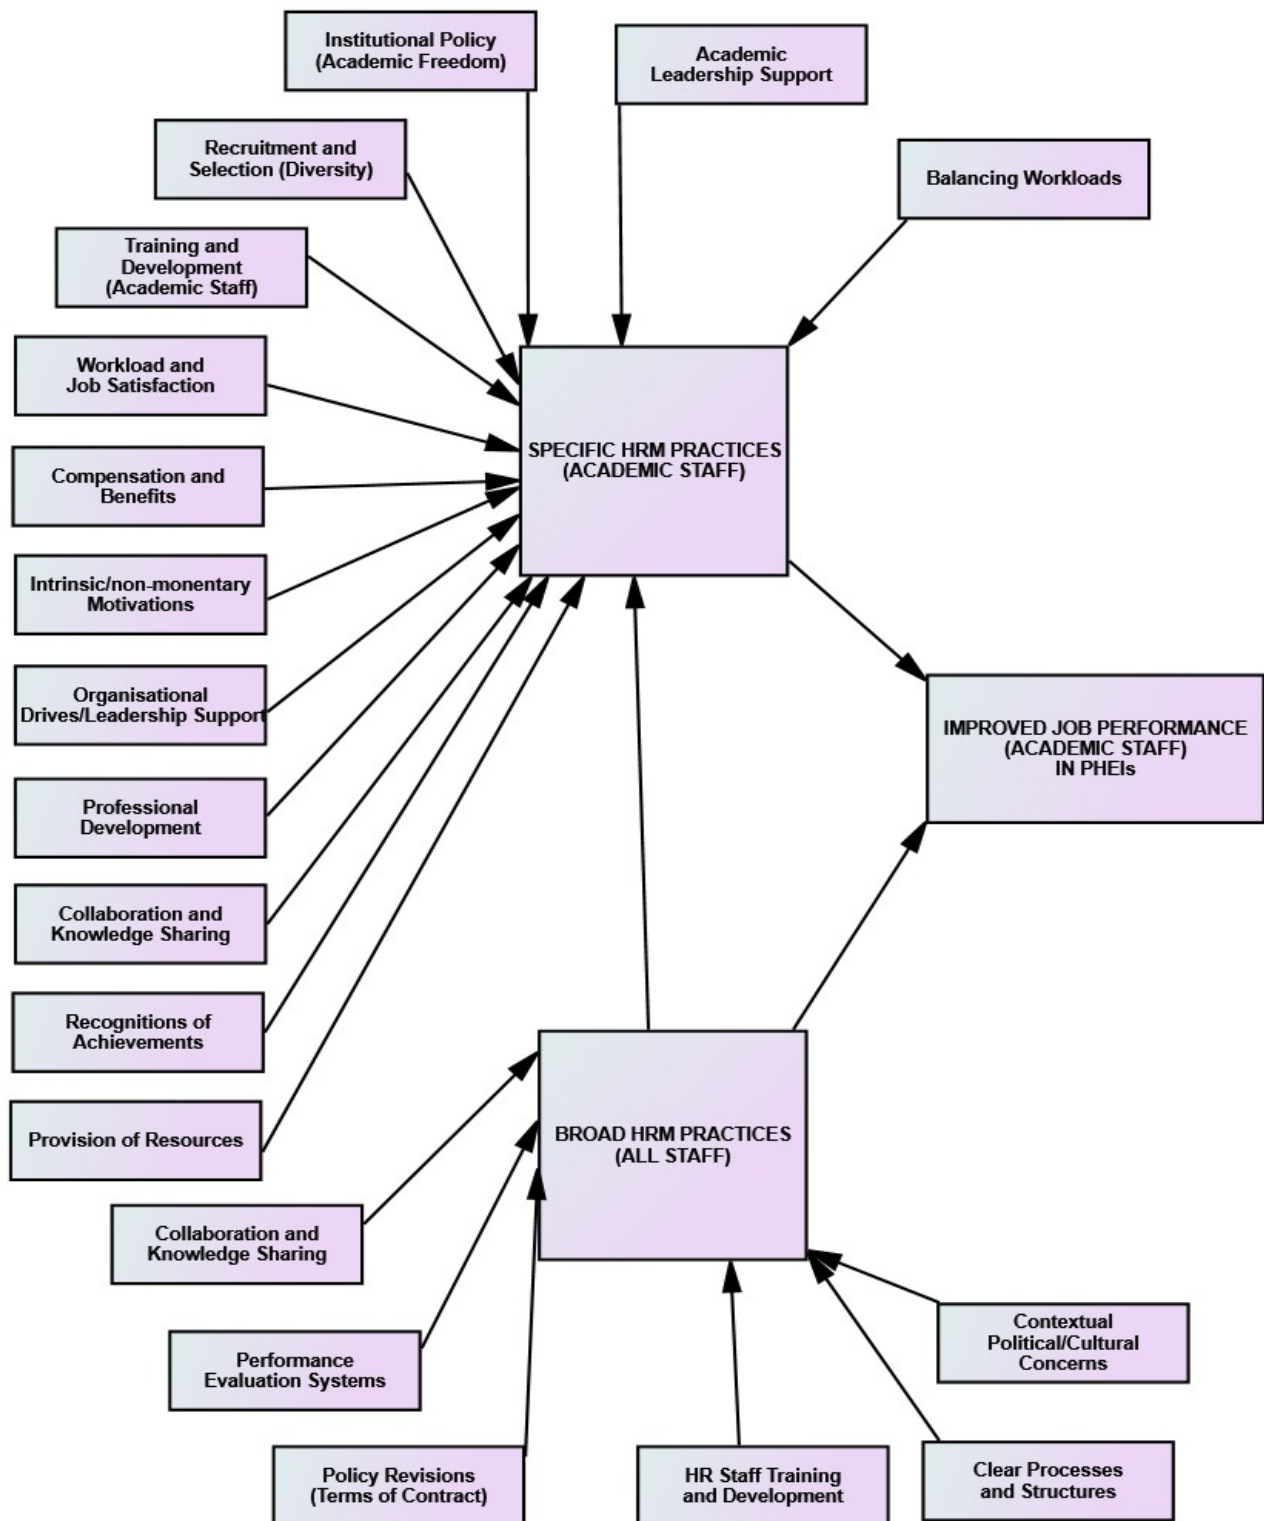 Institutional Policy
(Academic Freedom)
Academic
Leadership Support
Recruitment and
Selection (Diversity)
Balancing Workloads
Training and
Development
(Academic Staff)
Workload and
Job Satisfaction
SPECIFIC HRM PRACTICES
(ACADEMIC STAFF)
Compensation and
Benefits
Intrinsic/non-monetary
Motivations
Organisational
Drives/Leadership Support
IMPROVED JOB PERFORMANCE
(ACADEMIC STAFF)
IN PHEIs
Professional
Development
Collaboration and
Knowledge Sharing
Recognitions of
Achievements
Provision of Resources
BROAD HRM PRACTICES
(ALL STAFF)
Collaboration and
Knowledge Sharing
Contextual
Political/Cultural
Concerns
Performance
Evaluation Systems
Policy Revisions
(Terms of Contract)
HR Staff Training
and Development
Clear Processes
and Structures